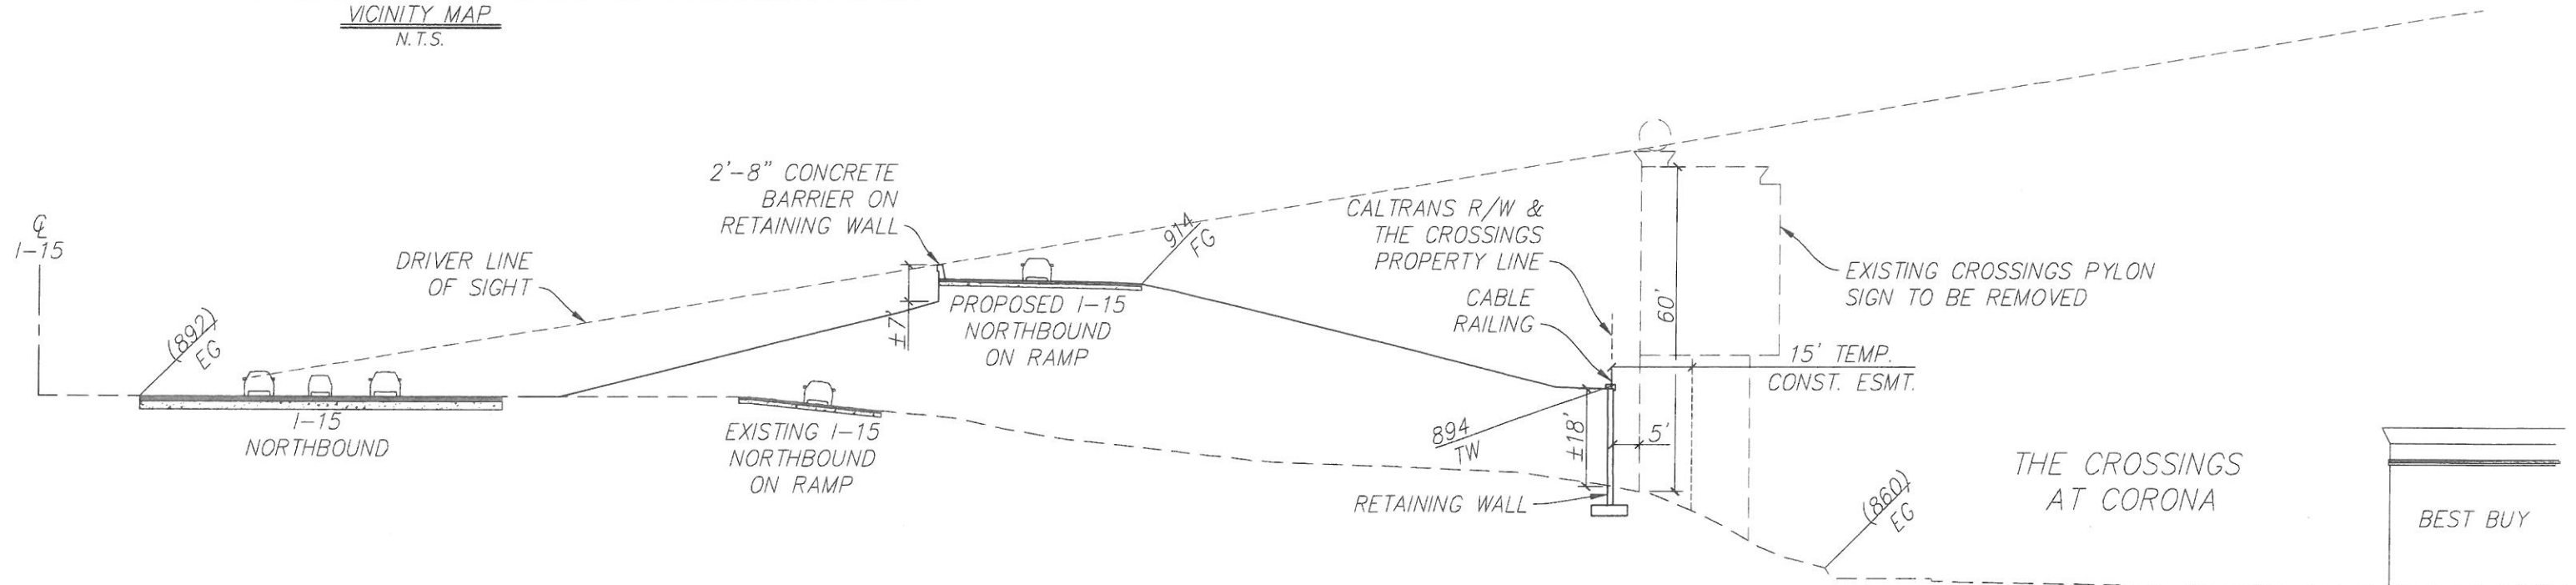 VICINITY MAP
N.T.S.
℄
I-15
(892)
EG
DRIVER LINE
OF SIGHT
2'-8" CONCRETE
BARRIER ON
RETAINING WALL
±7'
914
FG
CALTRANS R/W &
THE CROSSINGS
PROPERTY LINE
CABLE
RAILING
60'
EXISTING CROSSINGS PYLON
SIGN TO BE REMOVED
15' TEMP.
CONST. ESMT.
PROPOSED I-15
NORTHBOUND
ON RAMP
I-15
NORTHBOUND
EXISTING I-15
NORTHBOUND
ON RAMP
894
TW
±18'
5'
RETAINING WALL
(860)
EG
THE CROSSINGS
AT CORONA
BEST BUY